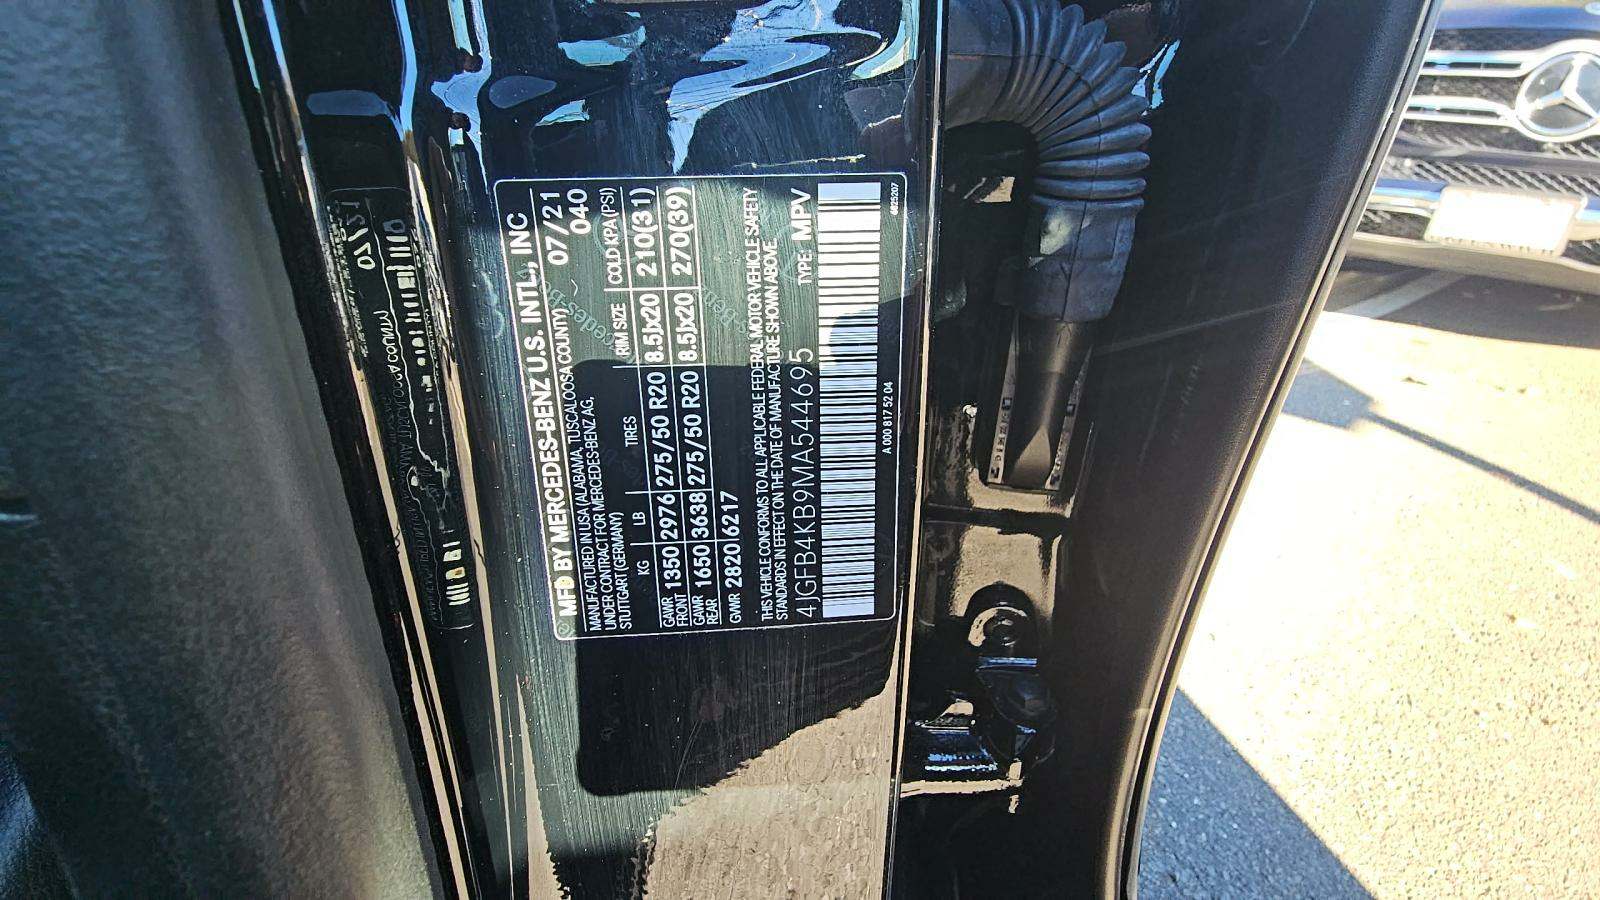 MFD BY MERCEDES-BENZ U.S. INTL., INC
MANUFACTURED IN USA (ALABAMA, TUSCALOOSA COUNTY) 07/21
UNDER CONTRACT FOR MERCEDES-BENZ AG, 040
STUTTGART (GERMANY)
KG LB TIRES RIM SIZE COLD KPA (PSI)
GAWR FRONT 1350 2976 275/50 R20 8.5Jx20 210(31)
GAWR REAR 1650 3638 275/50 R20 8.5Jx20 270(39)
GVWR 2820 6217
THIS VEHICLE CONFORMS TO ALL APPLICABLE FEDERAL MOTOR VEHICLE SAFETY
STANDARDS IN EFFECT ON THE DATE OF MANUFACTURE SHOWN ABOVE.
4JGFB4KB9MA544695 TYPE: MPV
A 000 817 52 04 4625207